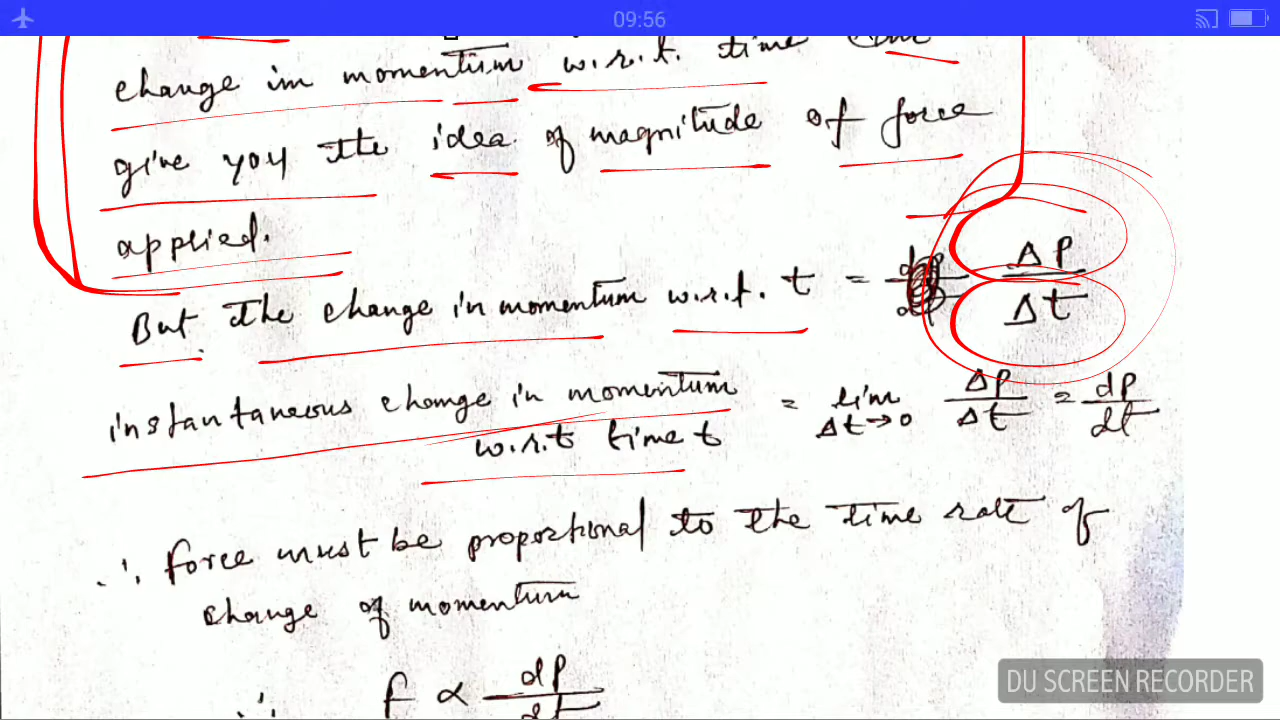 09:56
change in momentum w.r.t. time can
give you the idea of magnitude of force
applied.
But the change in momentum w.r.t. t = ΔP/Δt
instantaneous change in momentum w.r.t time t = lim Δt→0 Δp/Δt = dp/dt
∴ force must be proportional to the time rate of
change of momentum
∴ f ∝ dp/dt
DU SCREEN RECORDER